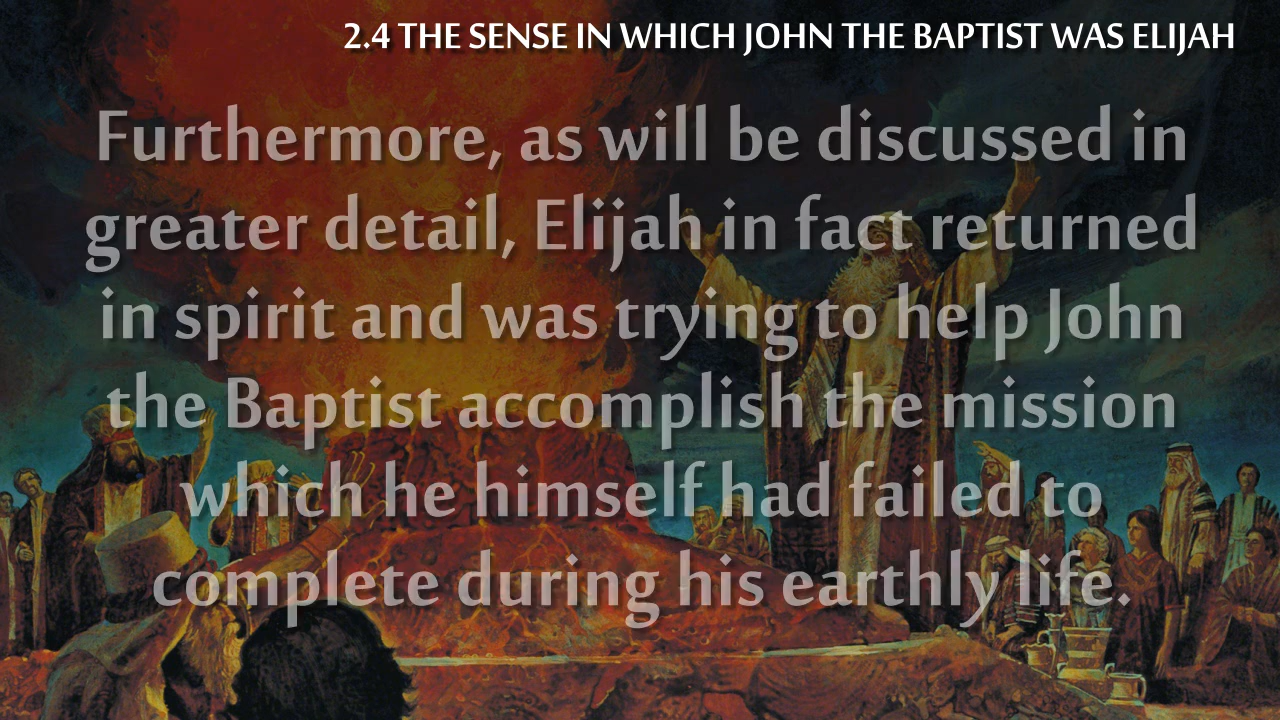 2.4 THE SENSE IN WHICH JOHN THE BAPTIST WAS ELIJAH
Furthermore, as will be discussed in
greater detail, Elijah in fact returned
in spirit and was trying to help John
the Baptist accomplish the mission
which he himself had failed to
complete during his earthly life.